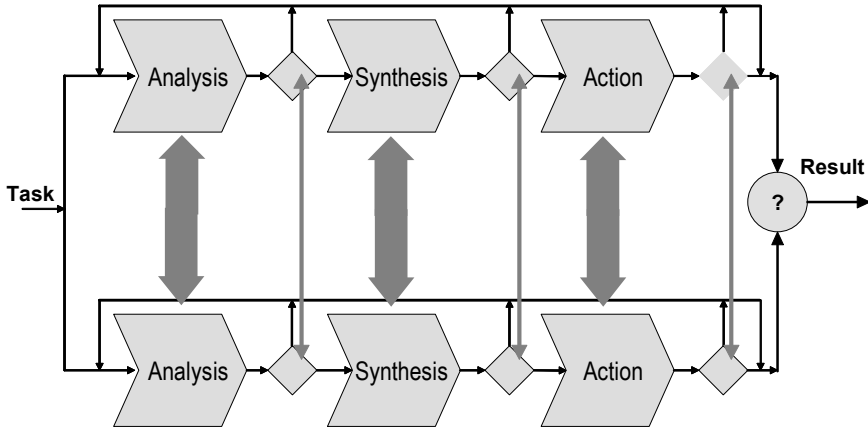 Analysis
Synthesis
Action
Task
Result
?
Analysis
Synthesis
Action